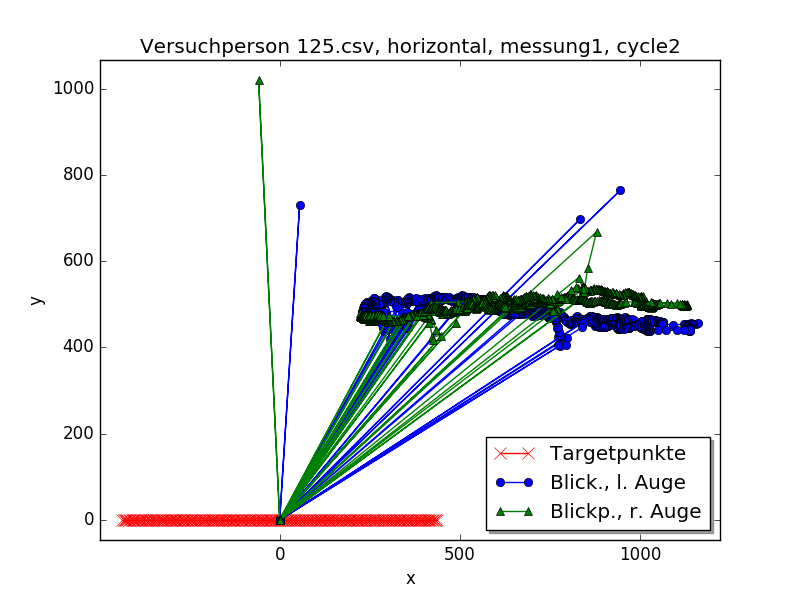 Versuchperson 125.csv, horizontal, messung1, cycle2
1000
800
600
400
200
0
y
0 500 1000
x
Targetpunkte
Blick., l. Auge
Blickp., r. Auge